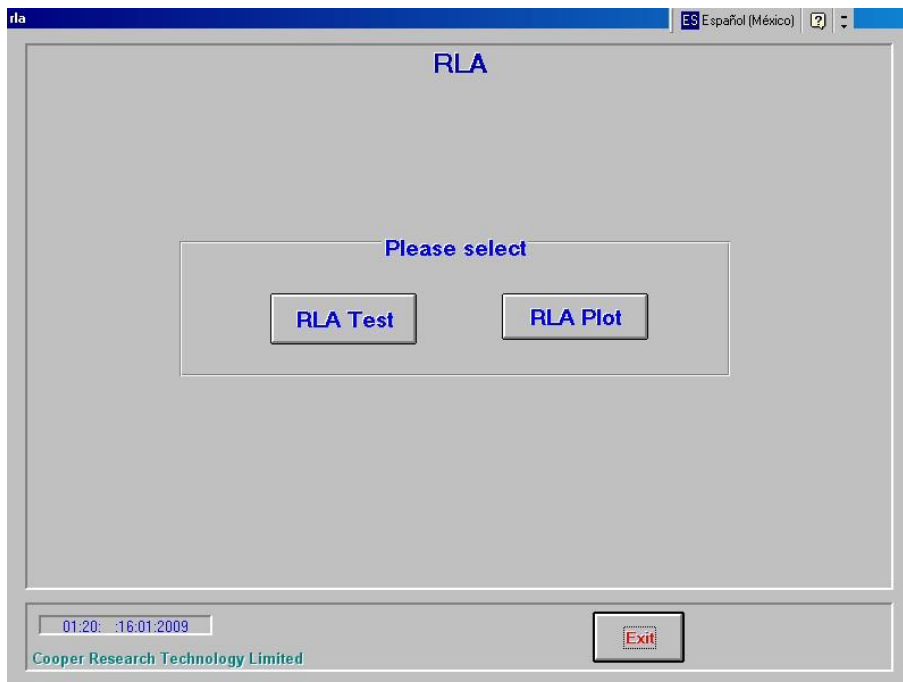 rla
ES Español (México)
RLA
Please select
RLA Test
RLA Plot
01:20: :16:01:2009
Exit
Cooper Research Technology Limited